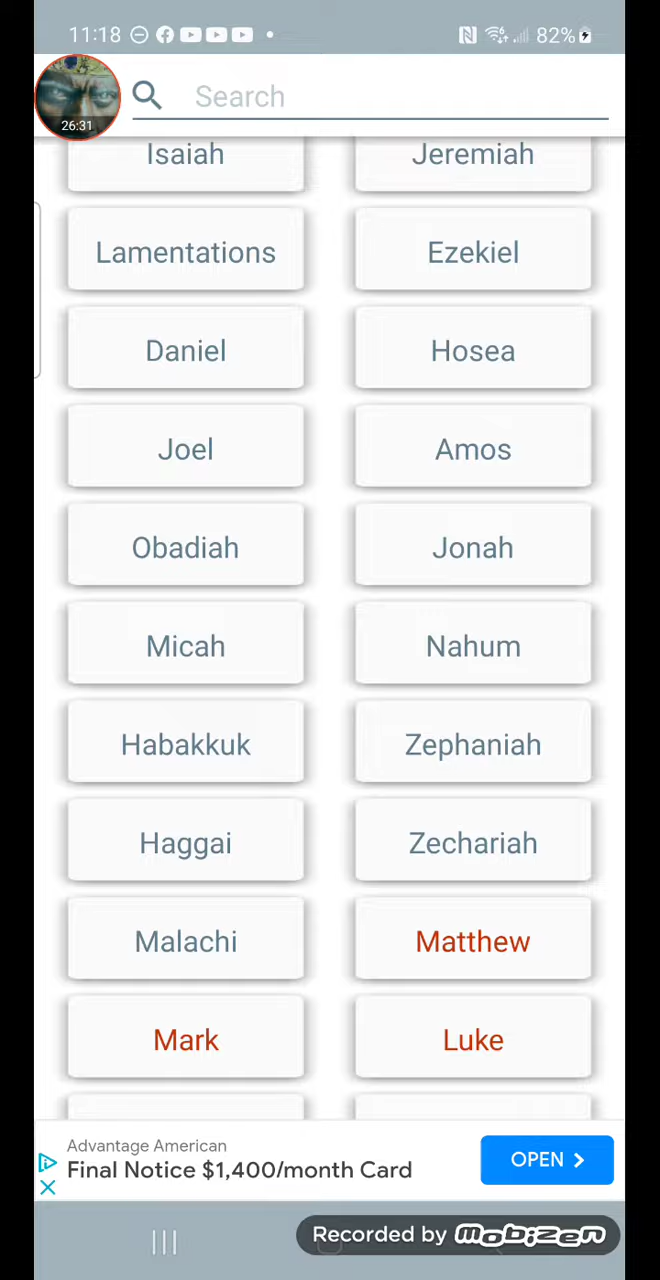 11:18 82%
26:31
Search
Isaiah Jeremiah
Lamentations Ezekiel
Daniel Hosea
Joel Amos
Obadiah Jonah
Micah Nahum
Habakkuk Zephaniah
Haggai Zechariah
Malachi Matthew
Mark Luke
Advantage American
Final Notice $1,400/month Card
OPEN
Recorded by mobizen